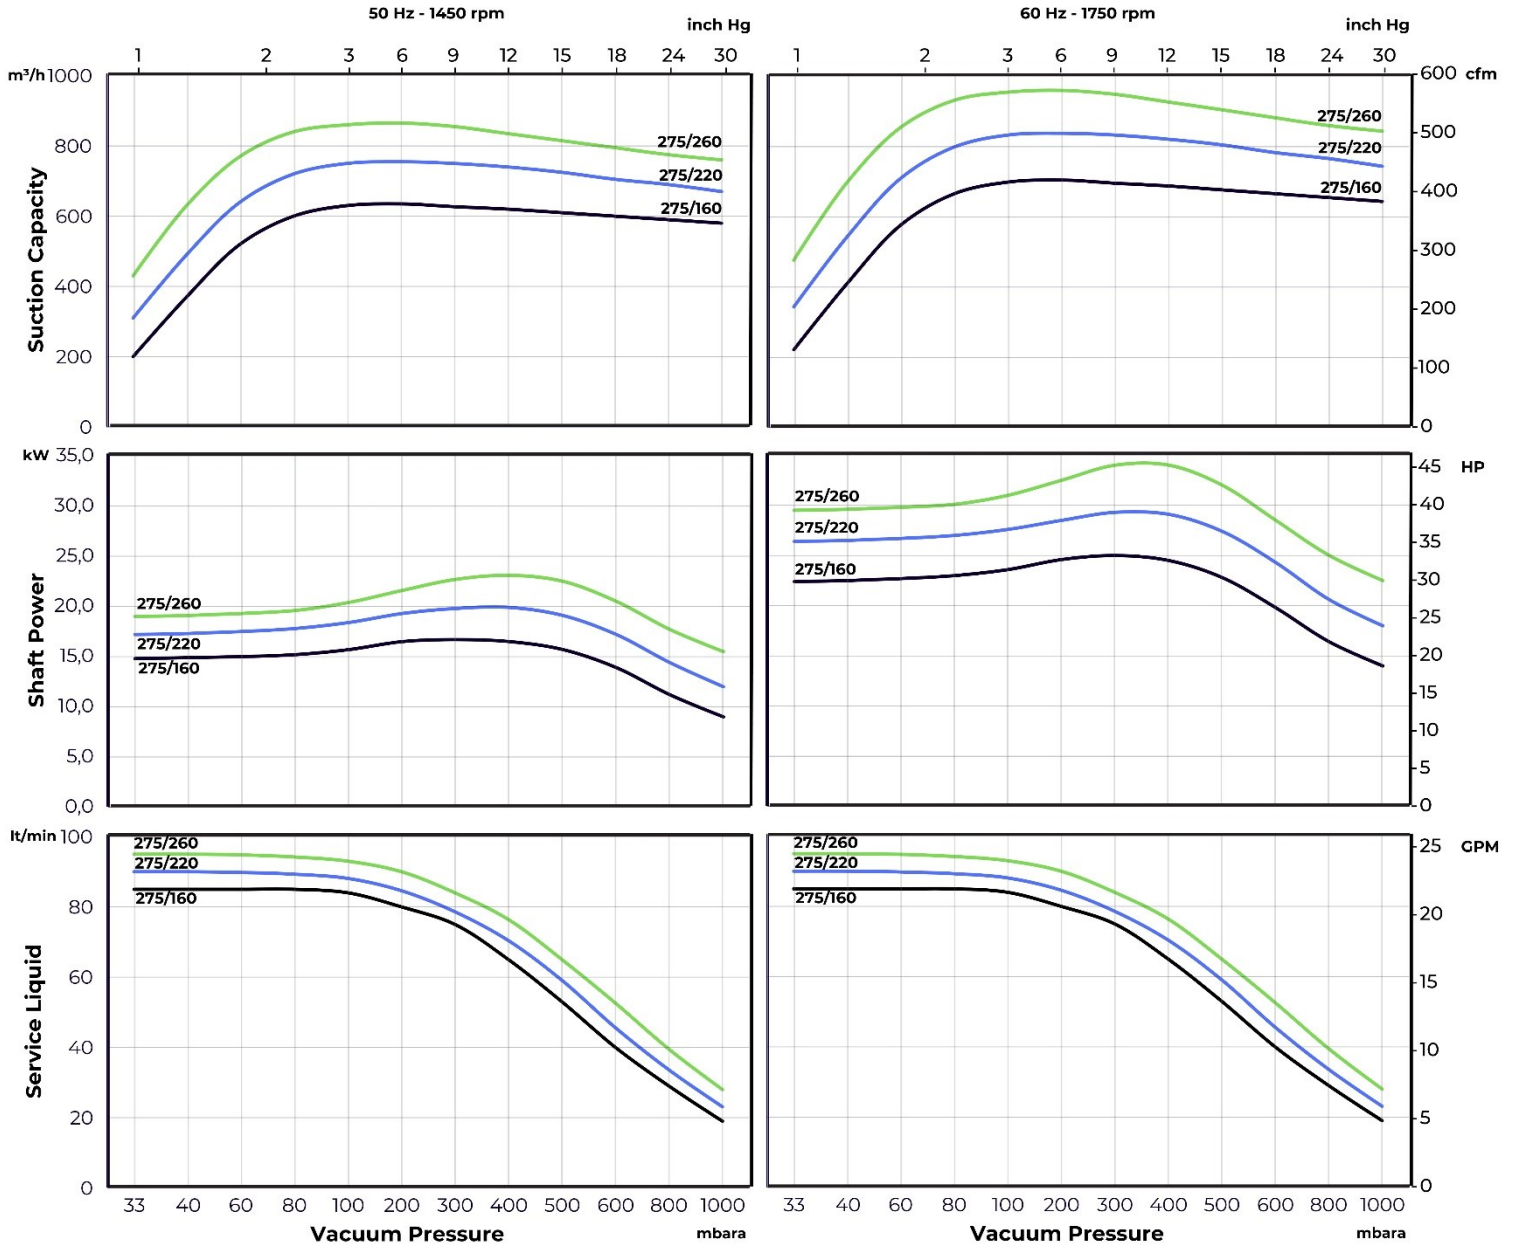 50 Hz - 1450 rpm
60 Hz - 1750 rpm
inch Hg
inch Hg
1 2 3 6 9 12 15 18 24 30
1 2 3 6 9 12 15 18 24 30
m³/h 1000
800
600
400
200
0
Suction Capacity
275/260
275/220
275/160
275/260
275/220
275/160
600 cfm
500
400
300
200
100
0
kW 35,0
30,0
25,0
20,0
15,0
10,0
5,0
0,0
Shaft Power
275/260
275/220
275/160
275/260
275/220
275/160
45 HP
40
35
30
25
20
15
10
5
0
lt/min 100
80
60
40
20
0
Service Liquid
275/260
275/220
275/160
275/260
275/220
275/160
25 GPM
20
15
10
5
0
33 40 60 80 100 200 300 400 500 600 800 1000
33 40 60 80 100 200 300 400 500 600 800 1000
Vacuum Pressure mbara
Vacuum Pressure mbara